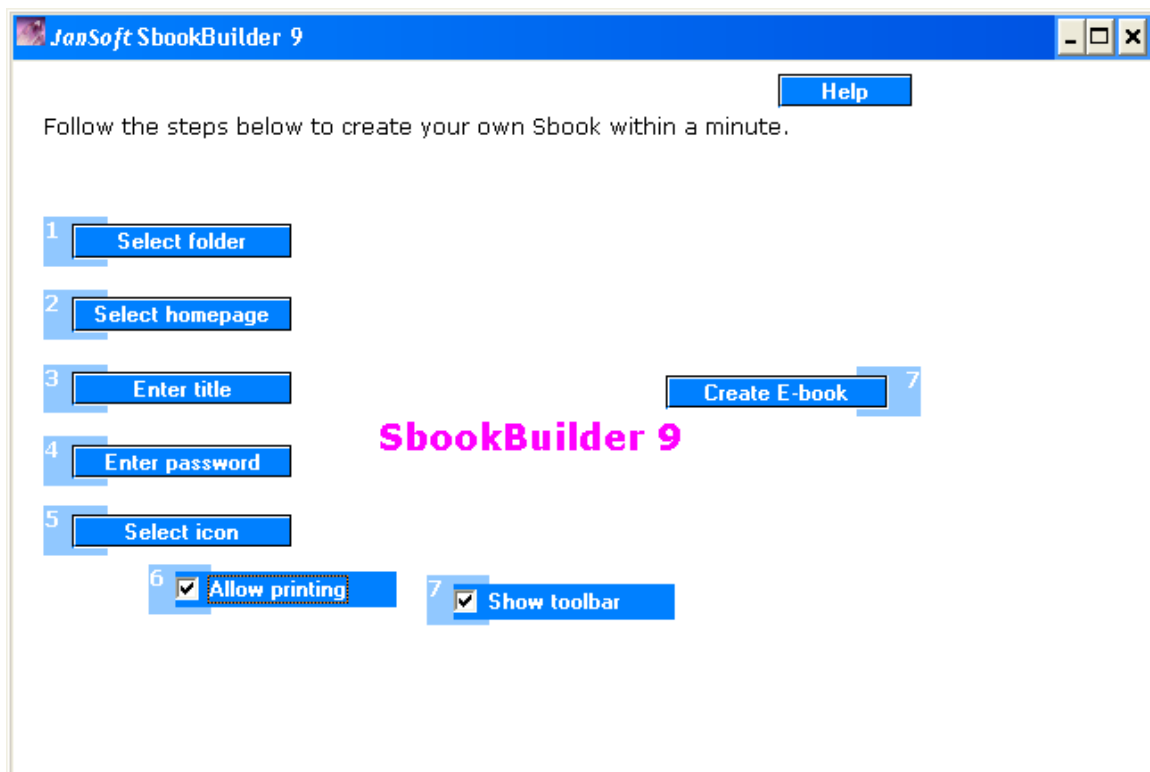 JanSoft SbookBuilder 9
Help
Follow the steps below to create your own Sbook within a minute.
1 Select folder
2 Select homepage
3 Enter title
Create E-book 7
SbookBuilder 9
4 Enter password
5 Select icon
6 Allow printing
7 Show toolbar